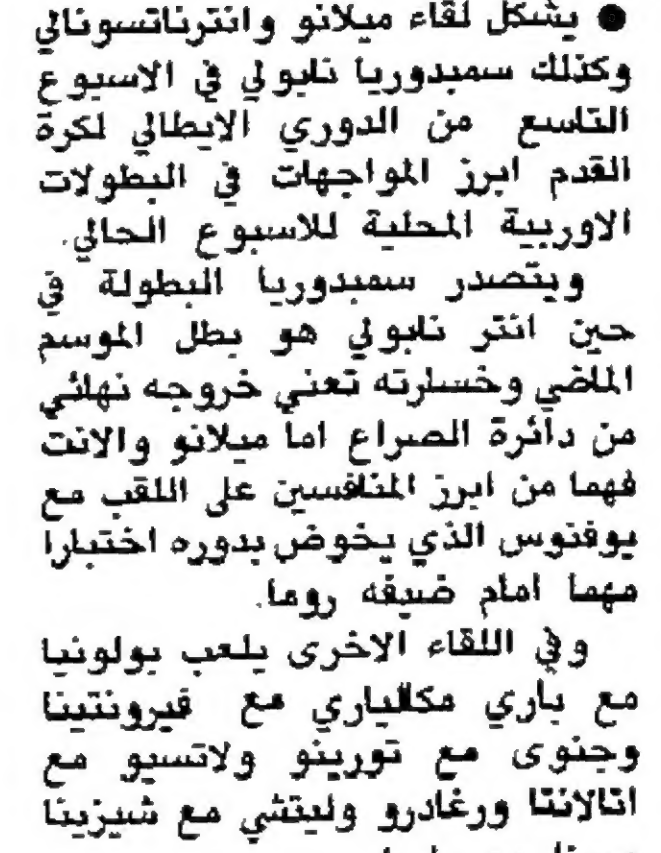 ● يشكل لقاء ميلانو وانترناتسونالي
وكذلك سمبدوريا نابولي في الاسبوع
التاسع من الدوري الايطالي لكرة
القدم ابرز المواجهات في البطولات
الاوربية المحلية للاسبوع الحالي.
ويتصدر سمبدوريا البطولة في
حين انتر نابولي هو بطل الموسم
الماضي وخسارته تعني خروجه نهائي
من دائرة الصراع اما ميلانو والانت
فهما من ابرز المنافسين على اللقب مع
يوفنتوس الذي يخوض بدوره اختبارا
مهما امام ضيفه روما.
وفي اللقاء الاخرى يلعب بولونيا
مع باري مكالياري مع فيرونتينا
وجنوى مع تورينو ولاتسيو مع
اتالانتا ورغادرو وليتشي مع شيزينا